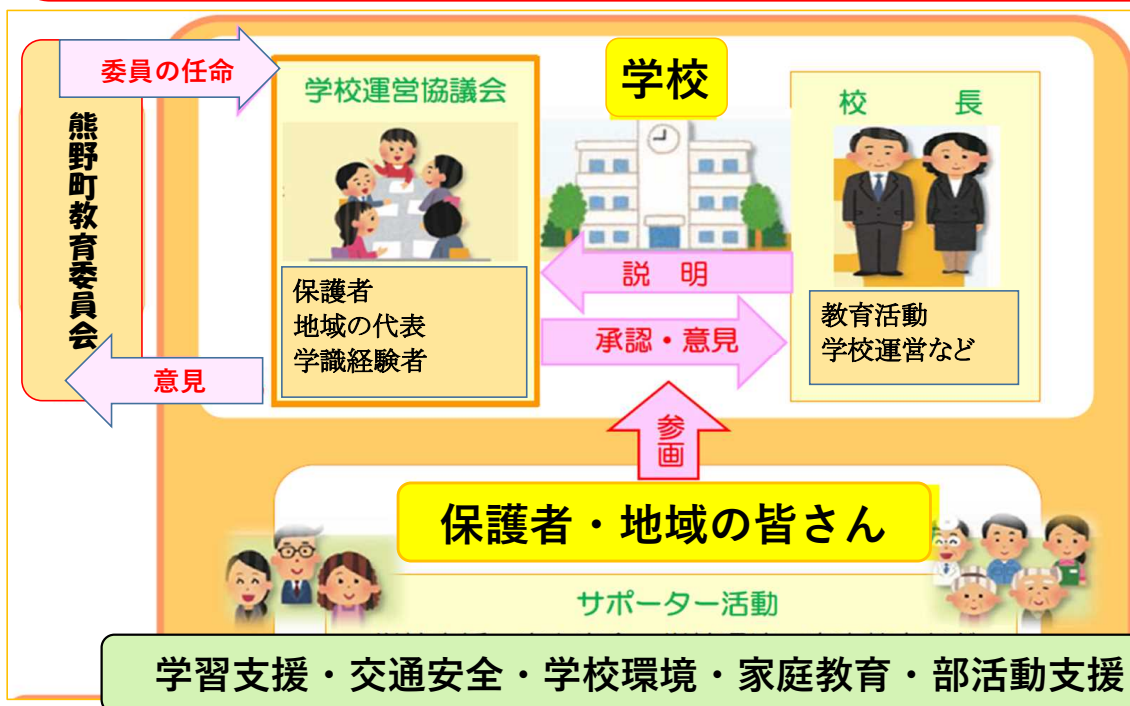 委員の任命
熊野町教育委員会
意見
学校運営協議会
保護者
地域の代表
学識経験者
学校
説 明
承認・意見
校 長
教育活動
学校運営など
参画
保護者・地域の皆さん
サポーター活動
学習支援・交通安全・学校環境・家庭教育・部活動支援